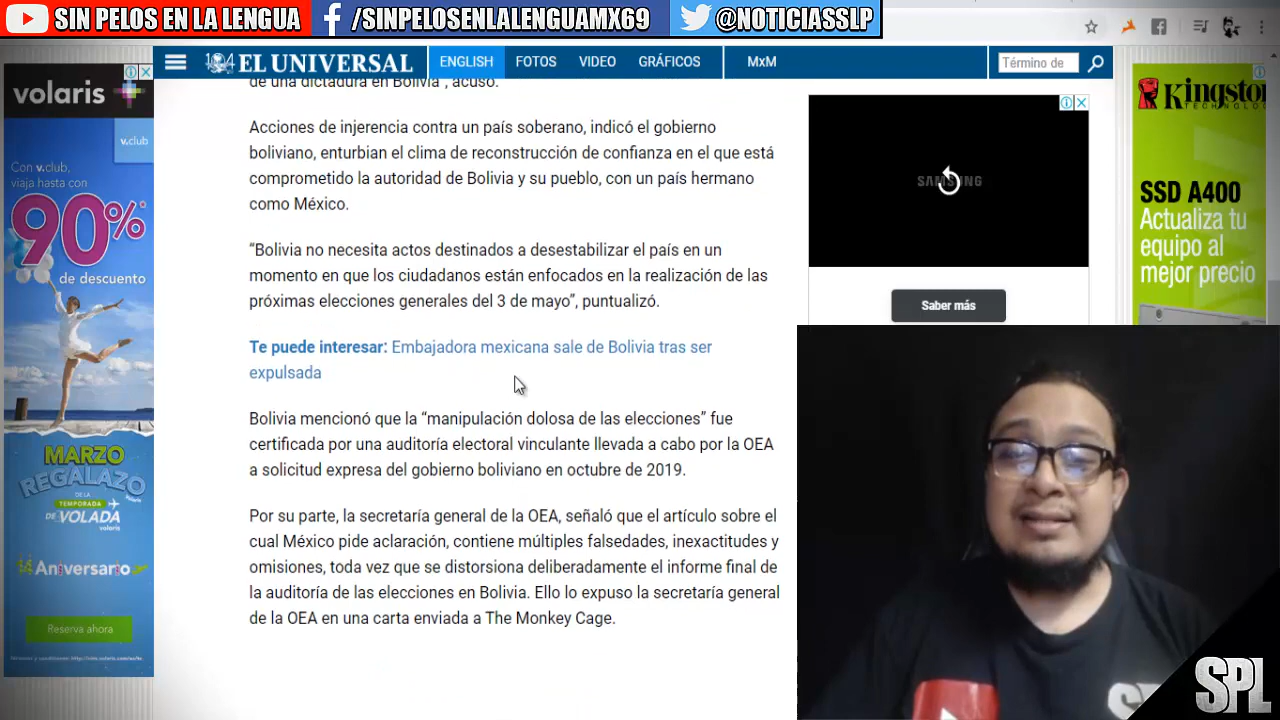 SIN PELOS EN LA LENGUA
/SINPELOSENLALENGUAMX69
@NOTICIASSLP
EL UNIVERSAL
ENGLISH
FOTOS
VIDEO
GRÁFICOS
MxM
Término de
volaris
v.club
Con v.club,
viaja hasta con
90%
de descuento
MARZO
REGALAZO
DE LA
TEMPORADA
DE VOLADA
volaris
14 Aniversario
Reserva ahora
de una dictadura en Bolivia”, acusó.
Acciones de injerencia contra un país soberano, indicó el gobierno
boliviano, enturbian el clima de reconstrucción de confianza en el que está
comprometido la autoridad de Bolivia y su pueblo, con un país hermano
como México.
“Bolivia no necesita actos destinados a desestabilizar el país en un
momento en que los ciudadanos están enfocados en la realización de las
próximas elecciones generales del 3 de mayo”, puntualizó.
Te puede interesar: Embajadora mexicana sale de Bolivia tras ser
expulsada
Bolivia mencionó que la “manipulación dolosa de las elecciones” fue
certificada por una auditoría electoral vinculante llevada a cabo por la OEA
a solicitud expresa del gobierno boliviano en octubre de 2019.
Por su parte, la secretaría general de la OEA, señaló que el artículo sobre el
cual México pide aclaración, contiene múltiples falsedades, inexactitudes y
omisiones, toda vez que se distorsiona deliberadamente el informe final de
la auditoría de las elecciones en Bolivia. Ello lo expuso la secretaría general
de la OEA en una carta enviada a The Monkey Cage.
SAMSUNG
Saber más
Kingston
TECHNOLOG
SSD A400
Actualiza tu
equipo al
mejor precio
SPL